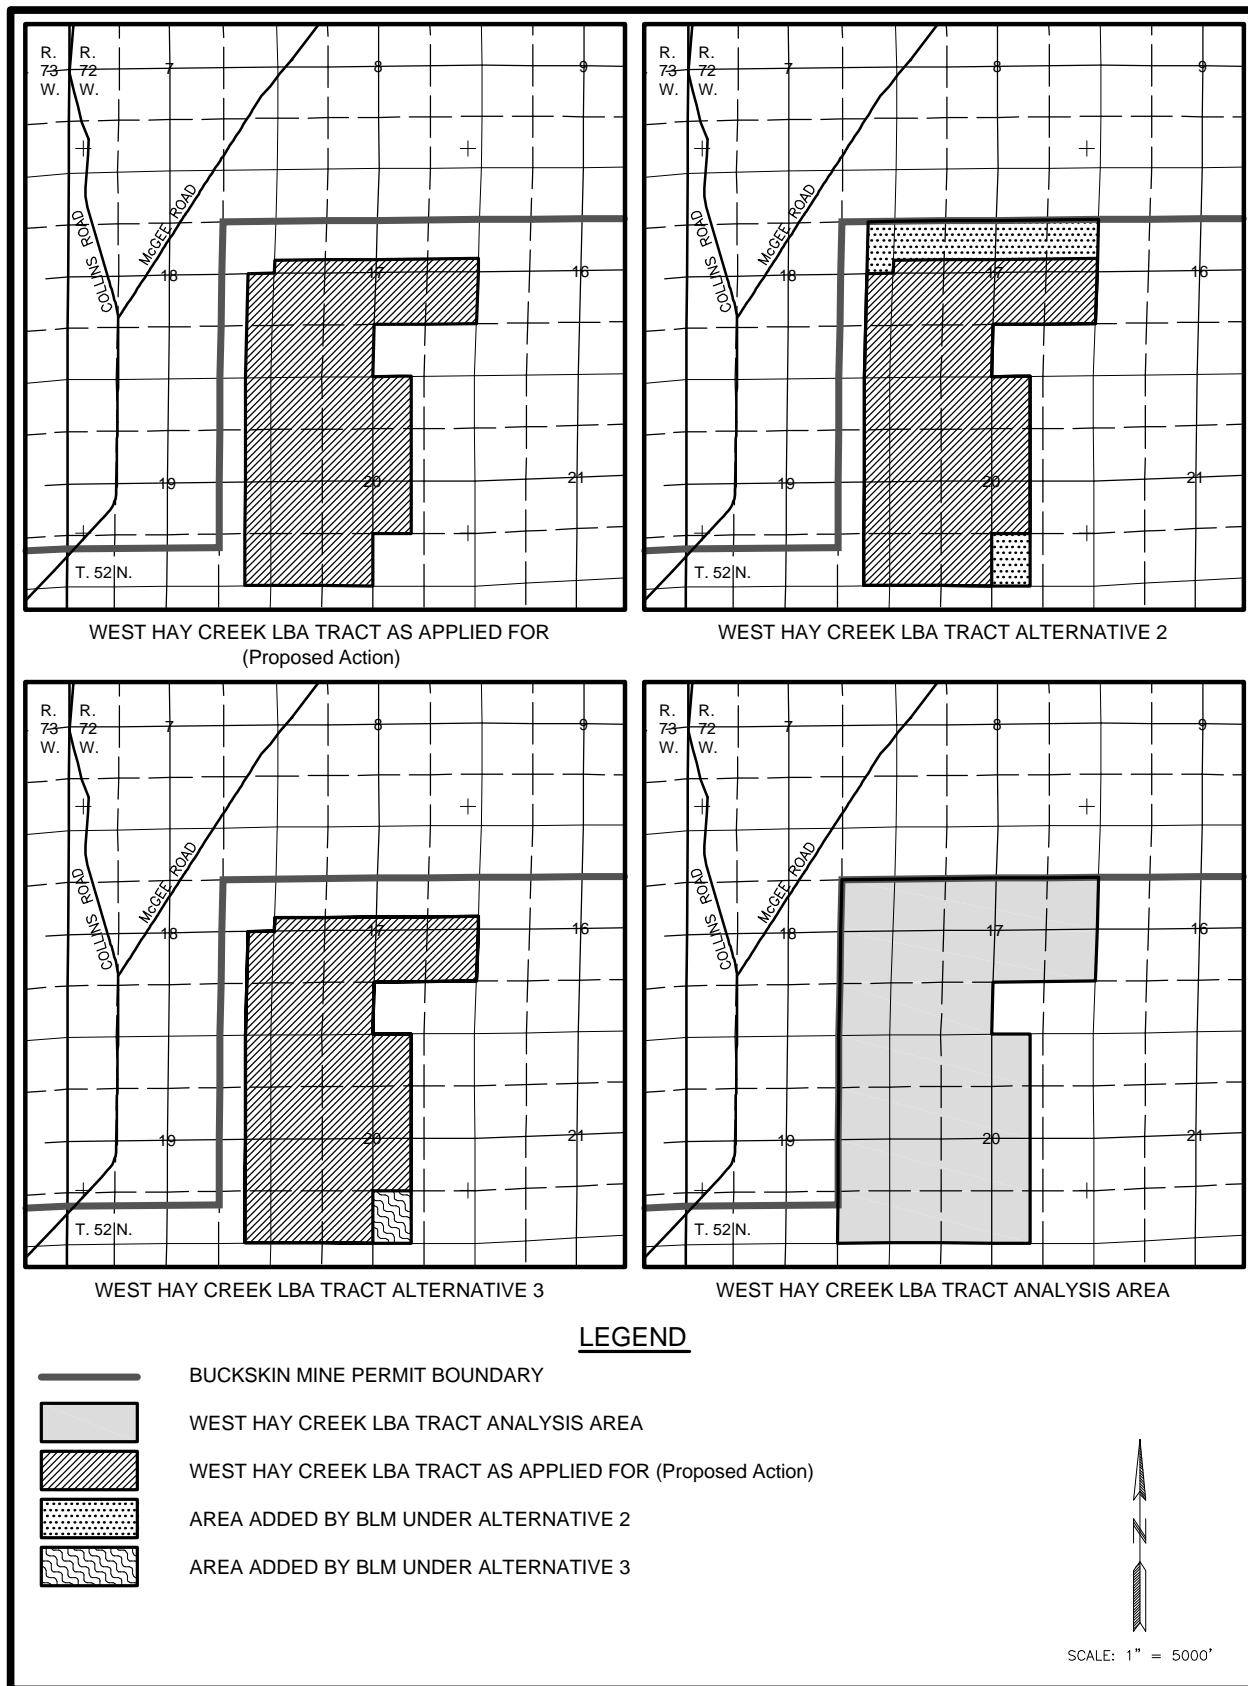 R. R.
73 72
W. W.
7
8
9
COLLINS ROAD
McGEE ROAD
18
17
16
19
20
21
T. 52 N.
WEST HAY CREEK LBA TRACT AS APPLIED FOR
(Proposed Action)
R. R.
73 72
W. W.
7
8
9
COLLINS ROAD
McGEE ROAD
18
17
16
19
20
21
T. 52 N.
WEST HAY CREEK LBA TRACT ALTERNATIVE 2
R. R.
73 72
W. W.
7
8
9
COLLINS ROAD
McGEE ROAD
18
17
16
19
20
21
T. 52 N.
WEST HAY CREEK LBA TRACT ALTERNATIVE 3
R. R.
73 72
W. W.
7
8
9
COLLINS ROAD
McGEE ROAD
18
17
16
19
20
21
T. 52 N.
WEST HAY CREEK LBA TRACT ANALYSIS AREA
LEGEND
BUCKSKIN MINE PERMIT BOUNDARY
WEST HAY CREEK LBA TRACT ANALYSIS AREA
WEST HAY CREEK LBA TRACT AS APPLIED FOR (Proposed Action)
AREA ADDED BY BLM UNDER ALTERNATIVE 2
AREA ADDED BY BLM UNDER ALTERNATIVE 3
N
SCALE: 1" = 5000'